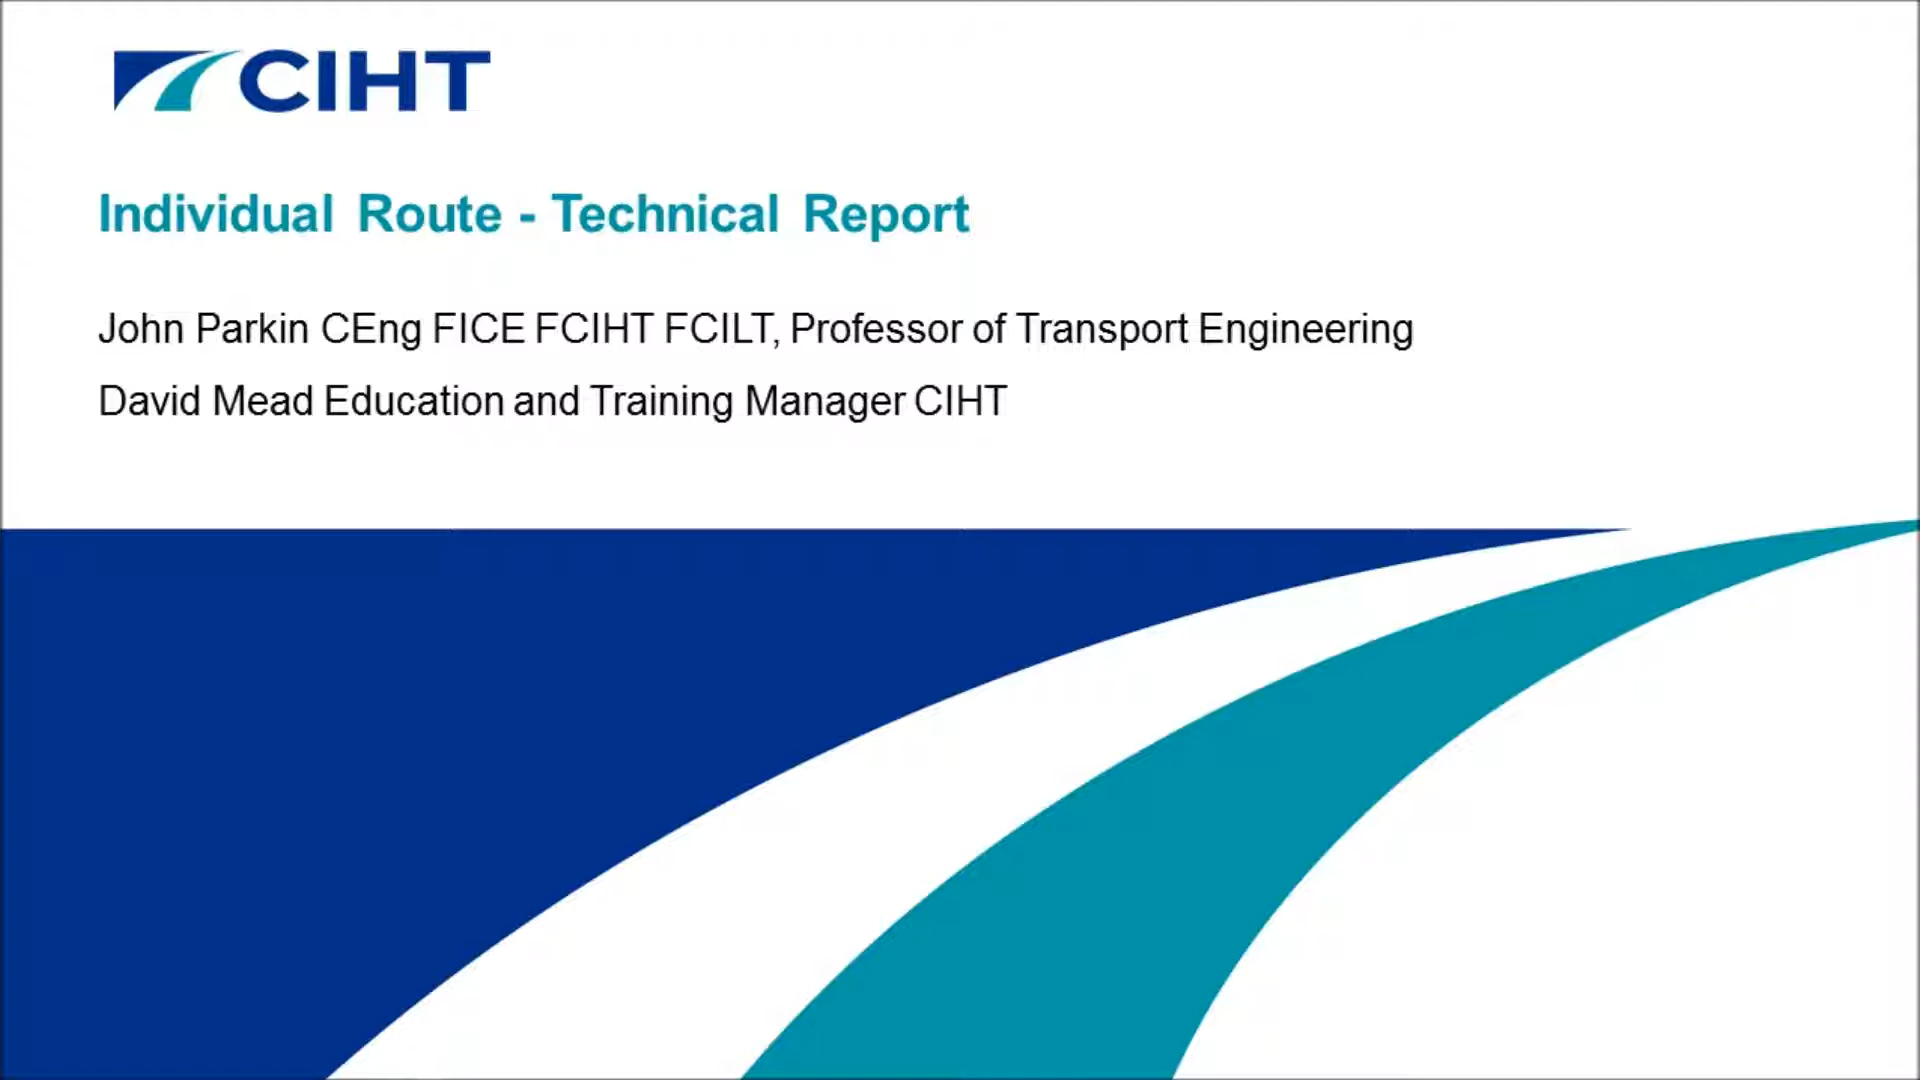 CIHT
Individual Route - Technical Report
John Parkin CEng FICE FCIHT FCILT, Professor of Transport Engineering
David Mead Education and Training Manager CIHT